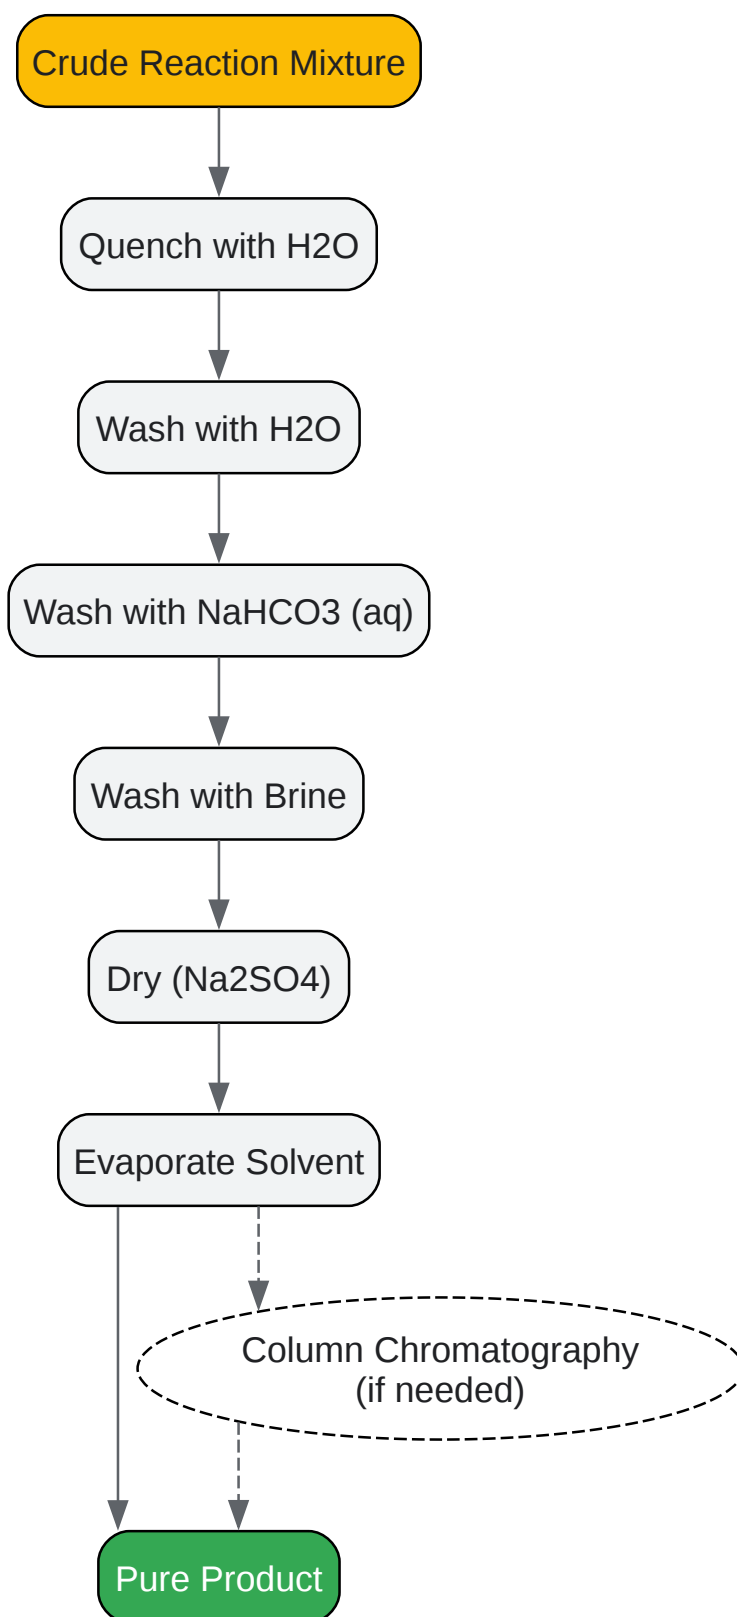 Crude Reaction Mixture
Quench with H2O
Wash with H2O
Wash with NaHCO3 (aq)
Wash with Brine
Dry (Na2SO4)
Evaporate Solvent
Column Chromatography
(if needed)
Pure Product